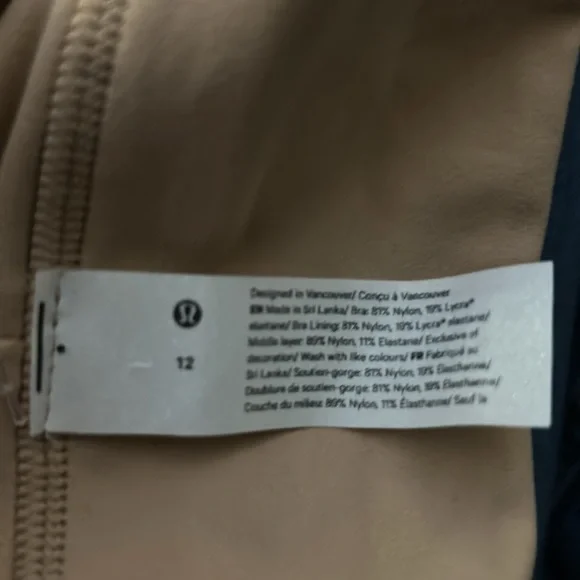 12
Designed in Vancouver/ Conçu à Vancouver
EN Made in Sri Lanka/ Bra: 81% Nylon, 19% Lycra®
elastane/ Bra Lining: 81% Nylon, 19% Lycra® elastane/
Middle layer: 89% Nylon, 11% Elastane/ Exclusive of
decoration/ Wash with like colours/ FR Fabriqué au
Sri Lanka/ Soutien-gorge: 81% Nylon, 19% Élasthanne/
Doublure de soutien-gorge: 81% Nylon, 19% Élasthanne/
Couche du milieu: 89% Nylon, 11% Élasthanne/ Sauf la